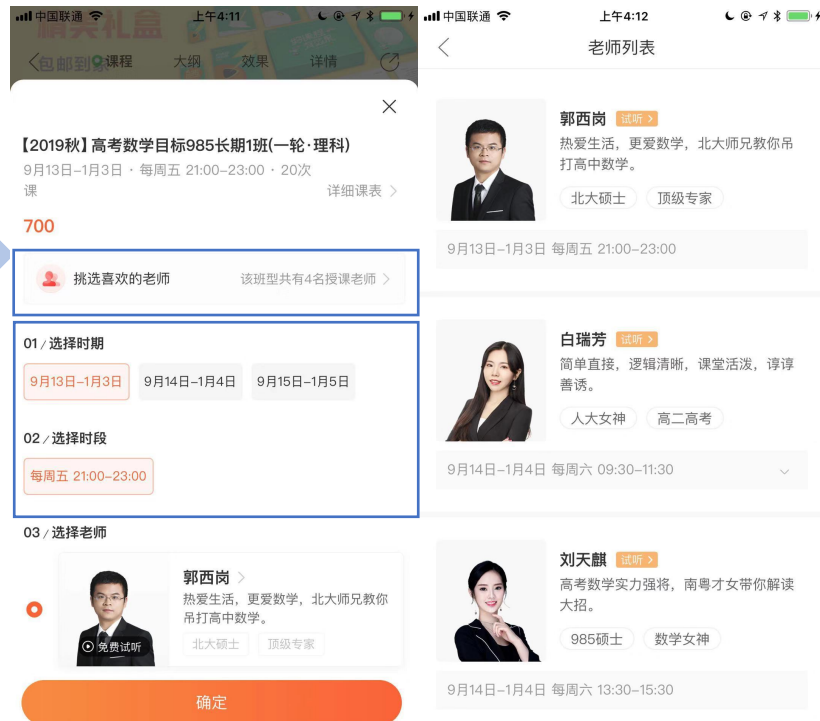 中国联通
上午4:11
精美礼盒
包邮到家
课程
大纲
效果
详情
【2019秋】高考数学目标985长期1班(一轮·理科)
9月13日-1月3日 · 每周五 21:00-23:00 · 20次
课
详细课表
700
挑选喜欢的老师
该班型共有4名授课老师
01 / 选择时期
9月13日-1月3日
9月14日-1月4日
9月15日-1月5日
02 / 选择时段
每周五 21:00-23:00
03 / 选择老师
郭西岗
热爱生活，更爱数学，北大师兄教你
吊打高中数学。
北大硕士
顶级专家
免费试听
确定
中国联通
上午4:12
老师列表
郭西岗 试听
热爱生活，更爱数学，北大师兄教你吊
打高中数学。
北大硕士
顶级专家
9月13日-1月3日 每周五 21:00-23:00
白瑞芳 试听
简单直接，逻辑清晰，课堂活泼，谆谆
善诱。
人大女神
高二高考
9月14日-1月4日 每周六 09:30-11:30
刘天麒 试听
高考数学实力强将，南粤才女带你解读
大招。
985硕士
数学女神
9月14日-1月4日 每周六 13:30-15:30